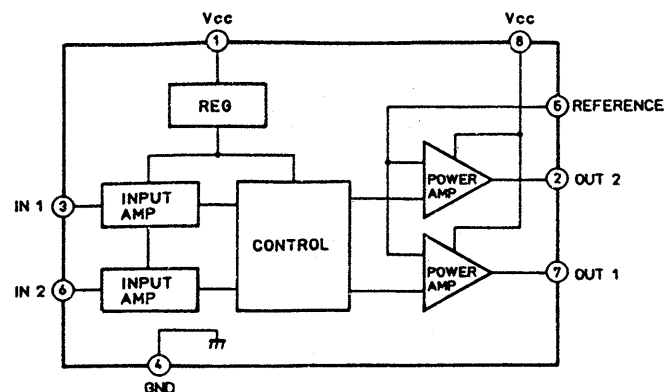 Vcc
Vcc
1
8
REG
5 REFERENCE
POWER
AMP
2 OUT 2
IN 1 3
INPUT
AMP
CONTROL
POWER
AMP
7 OUT 1
IN 2 6
INPUT
AMP
4
GND